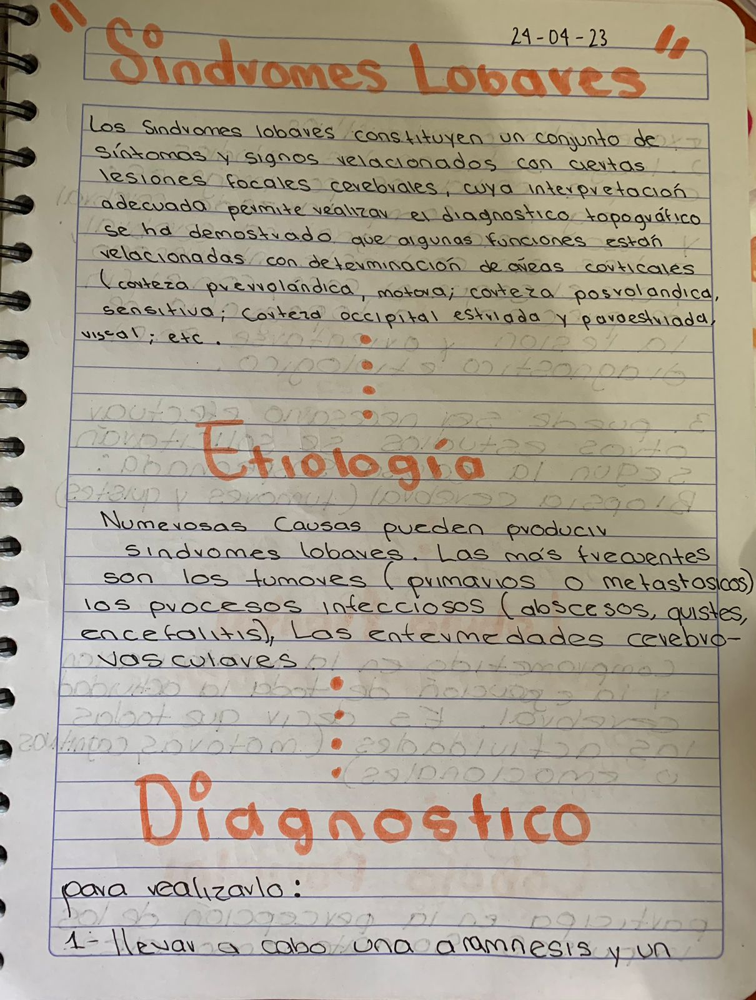 24-04-23
"Síndromes Lobares"
Los Sindromes lobares constituyen un conjunto de
síntomas y signos relacionados con ciertas
lesiones focales cerebrales, cuya interpretación
adecuada permite realizar el diagnostico topográfico
se ha demostrado que algunas funciones están
relacionadas con determinación de áreas corticales
(corteza prerrolándica, motora; corteza posrolandica,
sensitiva; Corteza occipital estriada y paraestriada,
visual; etc.
Etiología
Numerosas Causas pueden producir
sindromes lobares. Las más frecuentes
son los tumores (primarios o metastasicos)
los procesos infecciosos (abscesos, quistes,
encefalitis), Las enfermedades cerebro-
vasculares.
Diagnostico
para realizarlo:
1- llevar a cabo una aramnesis y un